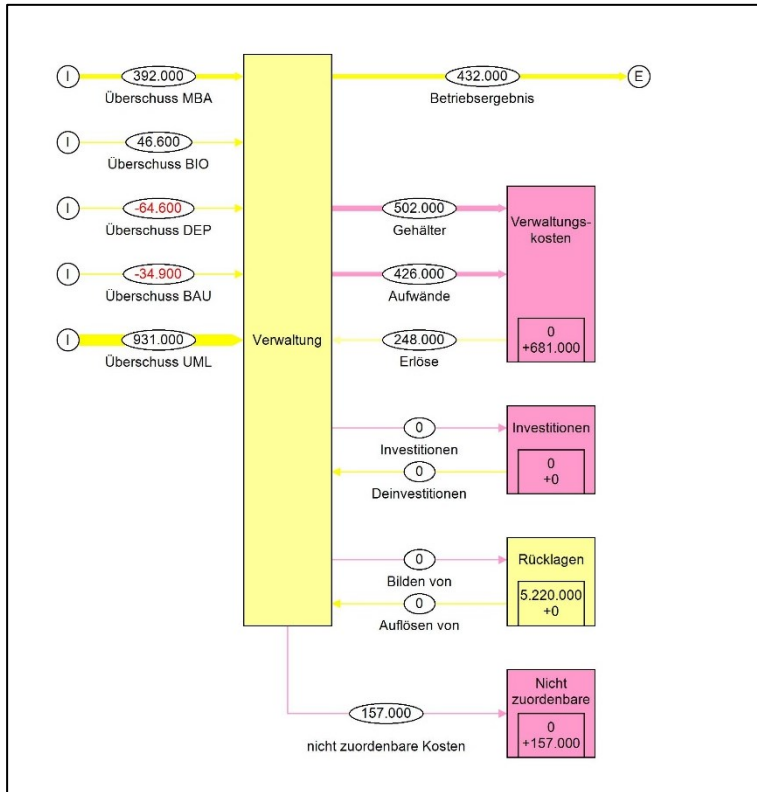 I
392.000
Überschuss MBA
432.000
E
Betriebsergebnis
I
46.600
Überschuss BIO
I
-64.600
Überschuss DEP
502.000
Gehälter
Verwaltungs-
kosten
I
-34.900
Überschuss BAU
426.000
Aufwände
I
931.000
Überschuss UML
Verwaltung
248.000
Erlöse
0
+681.000
0
Investitionen
0
Deinvestitionen
Investitionen
0
+0
0
Bilden von
0
Auflösen von
Rücklagen
5.220.000
+0
157.000
nicht zuordenbare Kosten
Nicht
zuordenbare
0
+157.000